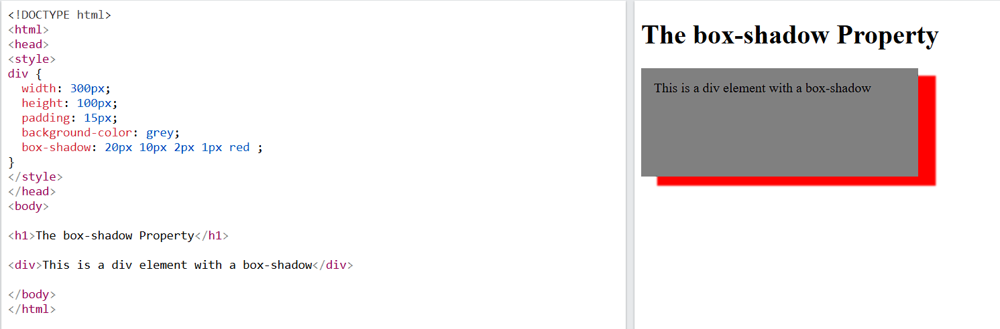 <!DOCTYPE html>
<html>
<head>
<style>
div {
  width: 300px;
  height: 100px;
  padding: 15px;
  background-color: grey;
  box-shadow: 20px 10px 2px 1px red ;
}
</style>
</head>
<body>

<h1>The box-shadow Property</h1>

<div>This is a div element with a box-shadow</div>

</body>
</html>
The box-shadow Property
This is a div element with a box-shadow